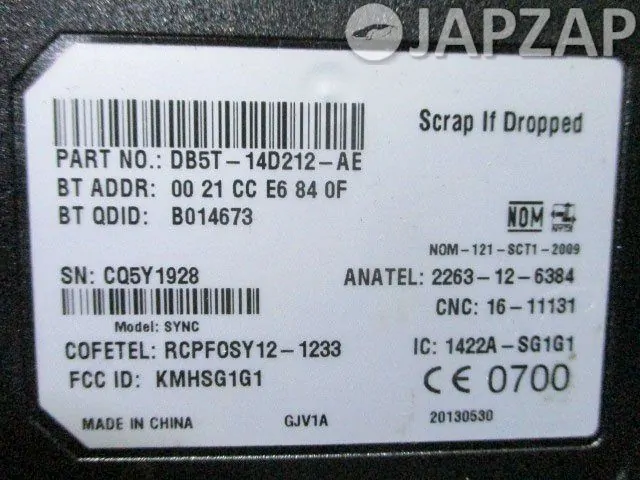 JAPZAP
Scrap If Dropped
PART NO.: DB5T-14D212-AE
BT ADDR: 00 21 CC E6 84 0F
BT QDID: B014673
NOM
NOM-121-SCT1-2009
SN: CQ5Y1928
ANATEL: 2263-12-6384
CNC: 16-11131
Model: SYNC
COFETEL: RCPFOSY12-1233
IC: 1422A-SG1G1
FCC ID: KMHSG1G1
CE 0700
MADE IN CHINA GJV1A 20130530